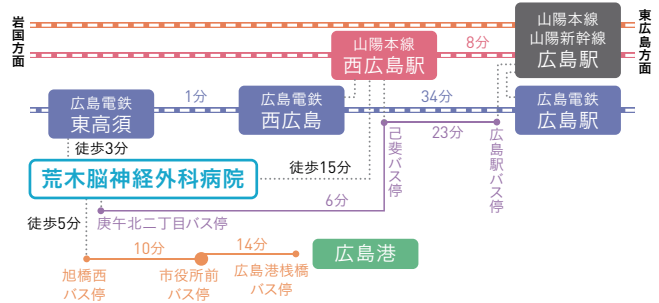 岩国方面
東広島方面
山陽本線
山陽新幹線
広島駅
山陽本線
西広島駅
8分
広島電鉄
東高須
1分
広島電鉄
西広島
34分
広島電鉄
広島駅
徒歩3分
己斐バス停
23分
広島駅バス停
荒木脳神経外科病院
徒歩15分
6分
徒歩5分
庚午北二丁目バス停
10分
14分
広島港
旭橋西
バス停
市役所前
バス停
広島港桟橋
バス停